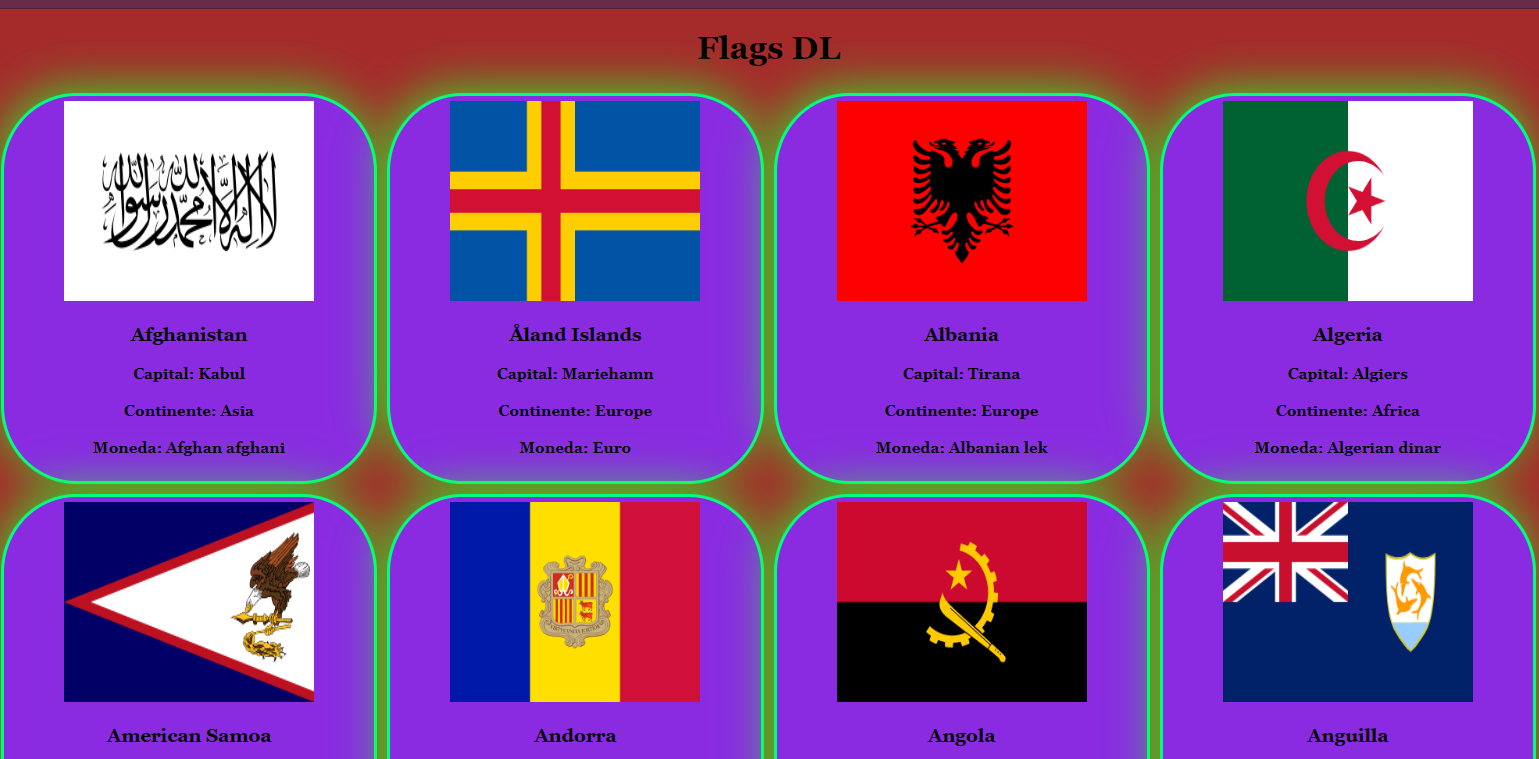 Flags DL
لا إله إلا الله محمد رسول الله
Afghanistan
Capital: Kabul
Continente: Asia
Moneda: Afghan afghani
Åland Islands
Capital: Mariehamn
Continente: Europe
Moneda: Euro
Albania
Capital: Tirana
Continente: Europe
Moneda: Albanian lek
Algeria
Capital: Algiers
Continente: Africa
Moneda: Algerian dinar
American Samoa
Andorra
Angola
Anguilla